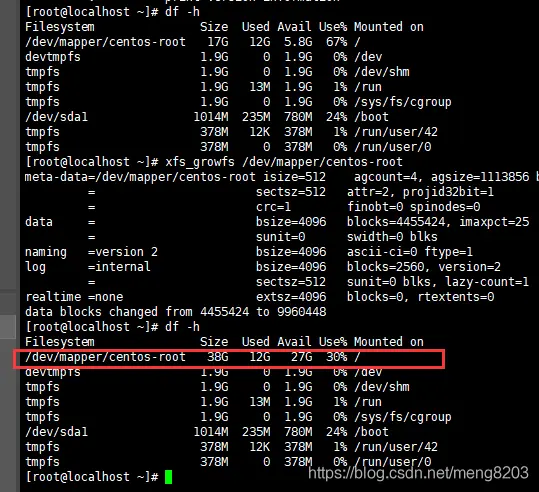 [root@localhost ~]# df -h
Filesystem Size Used Avail Use% Mounted on
/dev/mapper/centos-root 17G 12G 5.8G 67% /
devtmpfs 1.9G 0 1.9G 0% /dev
tmpfs 1.9G 0 1.9G 0% /dev/shm
tmpfs 1.9G 13M 1.9G 1% /run
tmpfs 1.9G 0 1.9G 0% /sys/fs/cgroup
/dev/sda1 1014M 235M 780M 24% /boot
tmpfs 378M 12K 378M 1% /run/user/42
tmpfs 378M 0 378M 0% /run/user/0
[root@localhost ~]# xfs_growfs /dev/mapper/centos-root
meta-data=/dev/mapper/centos-root isize=512 agcount=4, agsize=1113856 b
= sectsz=512 attr=2, projid32bit=1
= crc=1 finobt=0 spinodes=0
data = bsize=4096 blocks=4455424, imaxpct=25
= sunit=0 swidth=0 blks
naming =version 2 bsize=4096 ascii-ci=0 ftype=1
log =internal bsize=4096 blocks=2560, version=2
= sectsz=512 sunit=0 blks, lazy-count=1
realtime =none extsz=4096 blocks=0, rtextents=0
data blocks changed from 4455424 to 9960448
[root@localhost ~]# df -h
Filesystem Size Used Avail Use% Mounted on
/dev/mapper/centos-root 38G 12G 27G 30% /
devtmpfs 1.9G 0 1.9G 0% /dev
tmpfs 1.9G 0 1.9G 0% /dev/shm
tmpfs 1.9G 13M 1.9G 1% /run
tmpfs 1.9G 0 1.9G 0% /sys/fs/cgroup
/dev/sda1 1014M 235M 780M 24% /boot
tmpfs 378M 12K 378M 1% /run/user/42
tmpfs 378M 0 378M 0% /run/user/0
[root@localhost ~]#
https://blog.csdn.net/meng8203